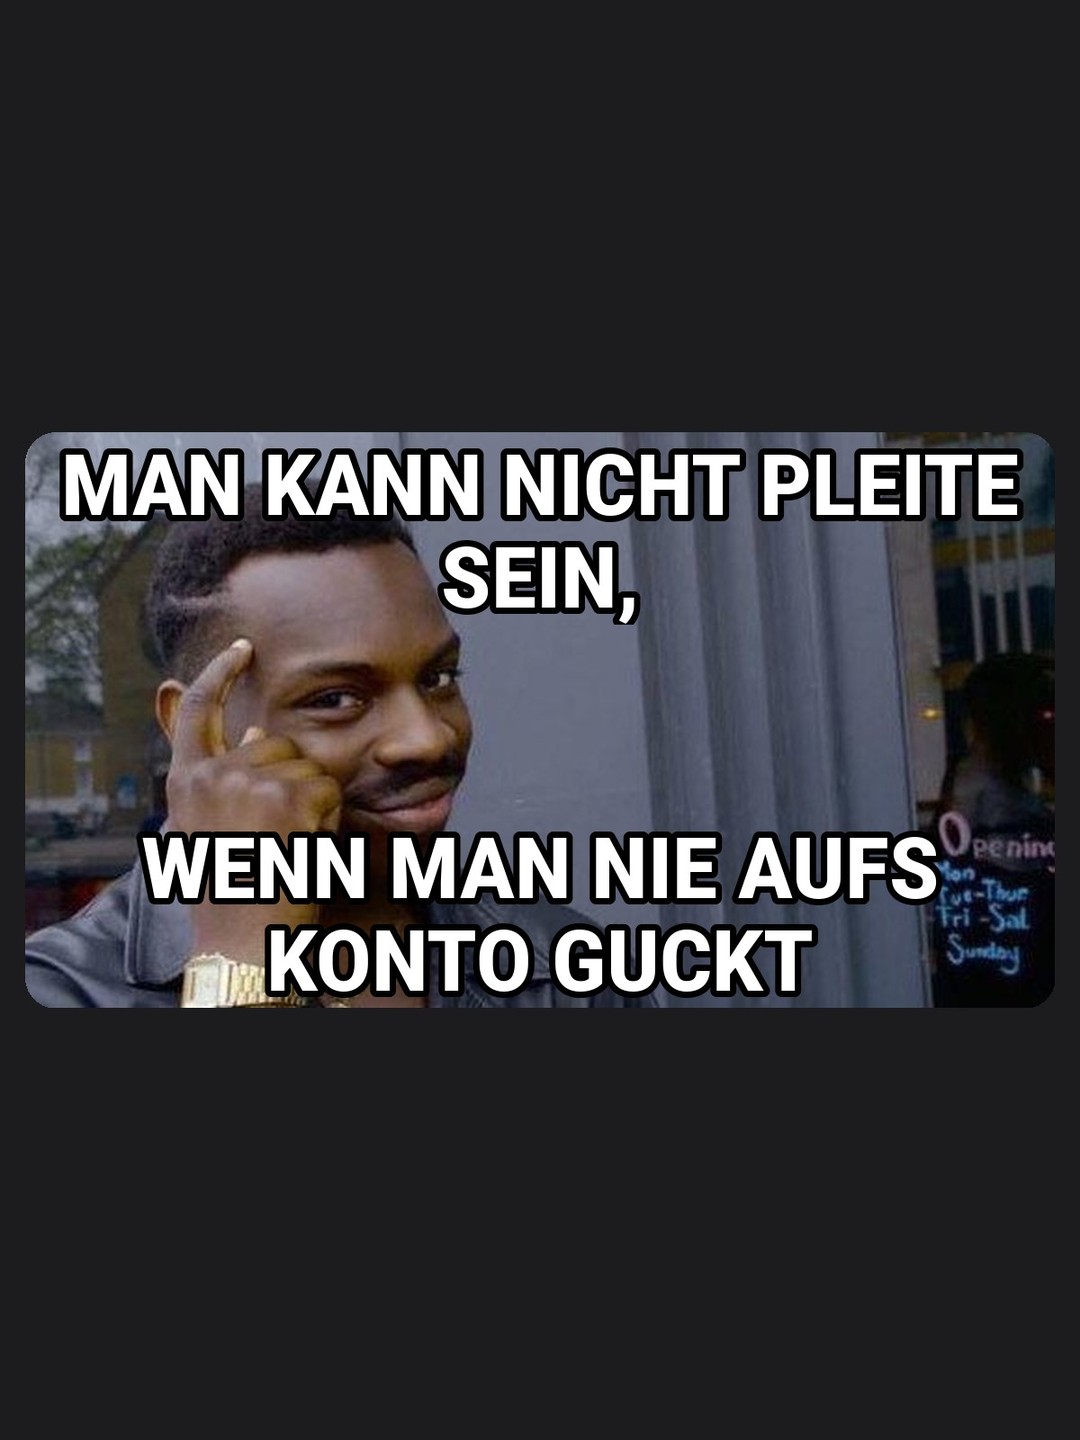 MAN KANN NICHT PLEITE
SEIN,
WENN MAN NIE AUFS
KONTO GUCKT
Opening
Mon
Tue-Thur
Fri-Sat
Sunday